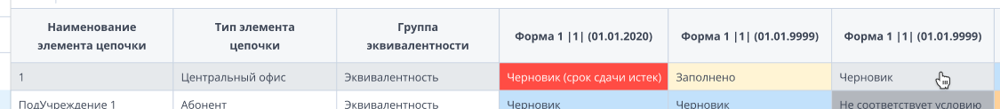 Наименование элемента цепочки
Тип элемента цепочки
Группа эквивалентности
Форма 1 |1| (01.01.2020)
Форма 1 |1| (01.01.9999)
Форма 1 |1| (01.01.9999)
1
Центральный офис
Эквивалентность
Черновик (срок сдачи истек)
Заполнено
Черновик
ПодУчреждение 1
Абонент
Эквивалентность
Черновик
Черновик
Не соответствует условию